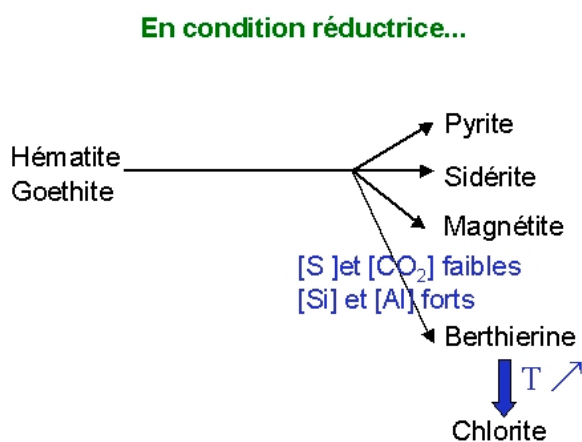 En condition réductrice...
Hématite
Goethite
Pyrite
Sidérite
Magnétite
[S ]et [CO₂] faibles
[Si] et [Al] forts
Berthierine
T
Chlorite